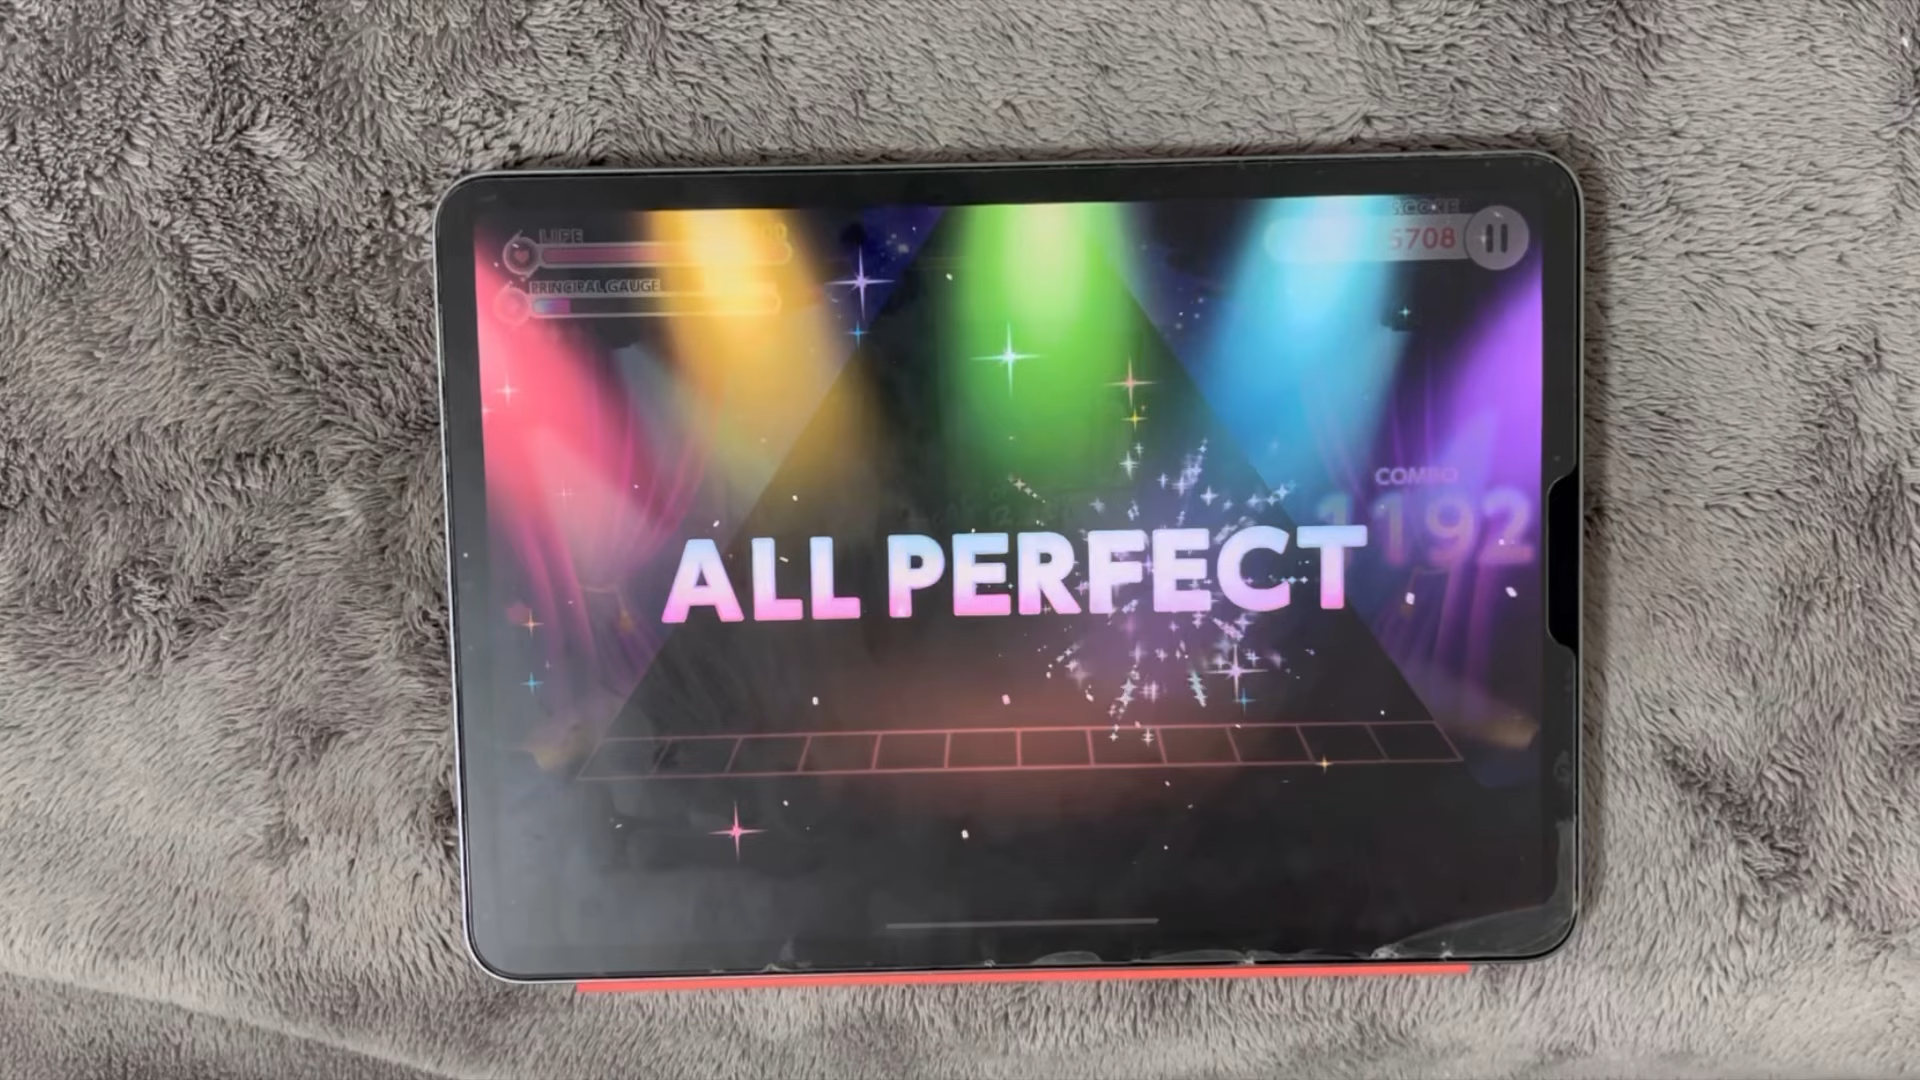 LIFE
PRINCIPAL GAUGE
SCORE
5708
COMBO
1192
ALL PERFECT